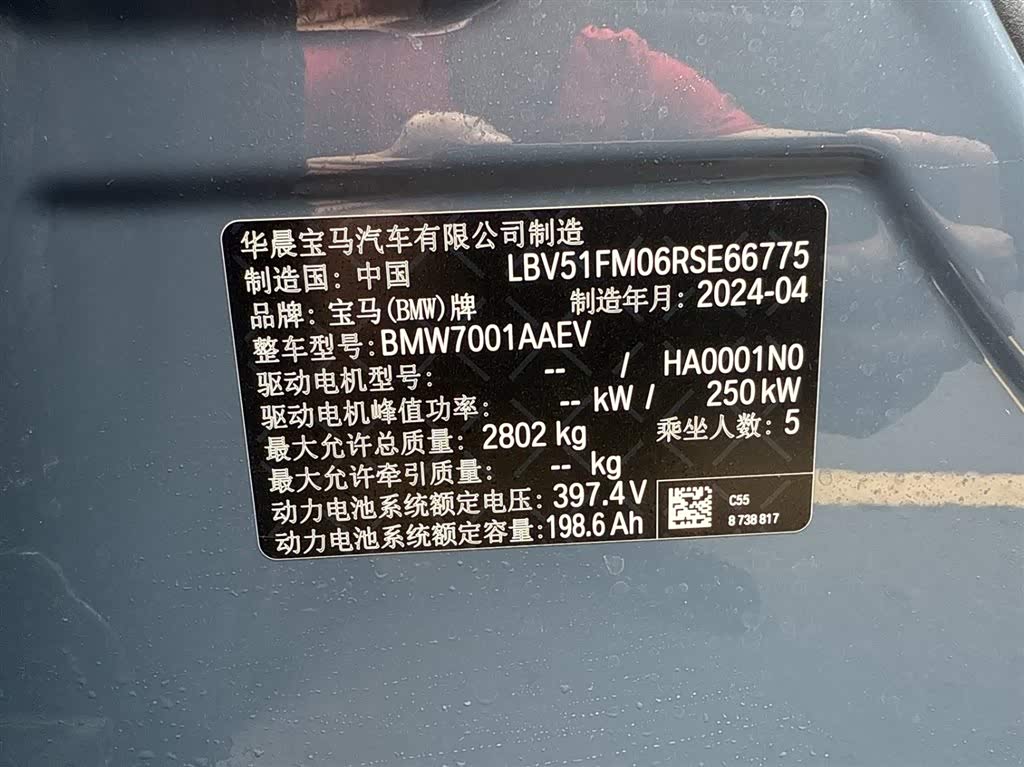 华晨宝马汽车有限公司制造
制造国: 中国 LBV51FM06RSE66775
品牌: 宝马(BMW)牌 制造年月: 2024-04
整车型号: BMW7001AAEV
驱动电机型号: -- / HA0001N0
驱动电机峰值功率: -- kW / 250 kW
最大允许总质量: 2802 kg 乘坐人数: 5
最大允许牵引质量: -- kg
动力电池系统额定电压: 397.4 V
动力电池系统额定容量: 198.6 Ah
C55
8 738 817